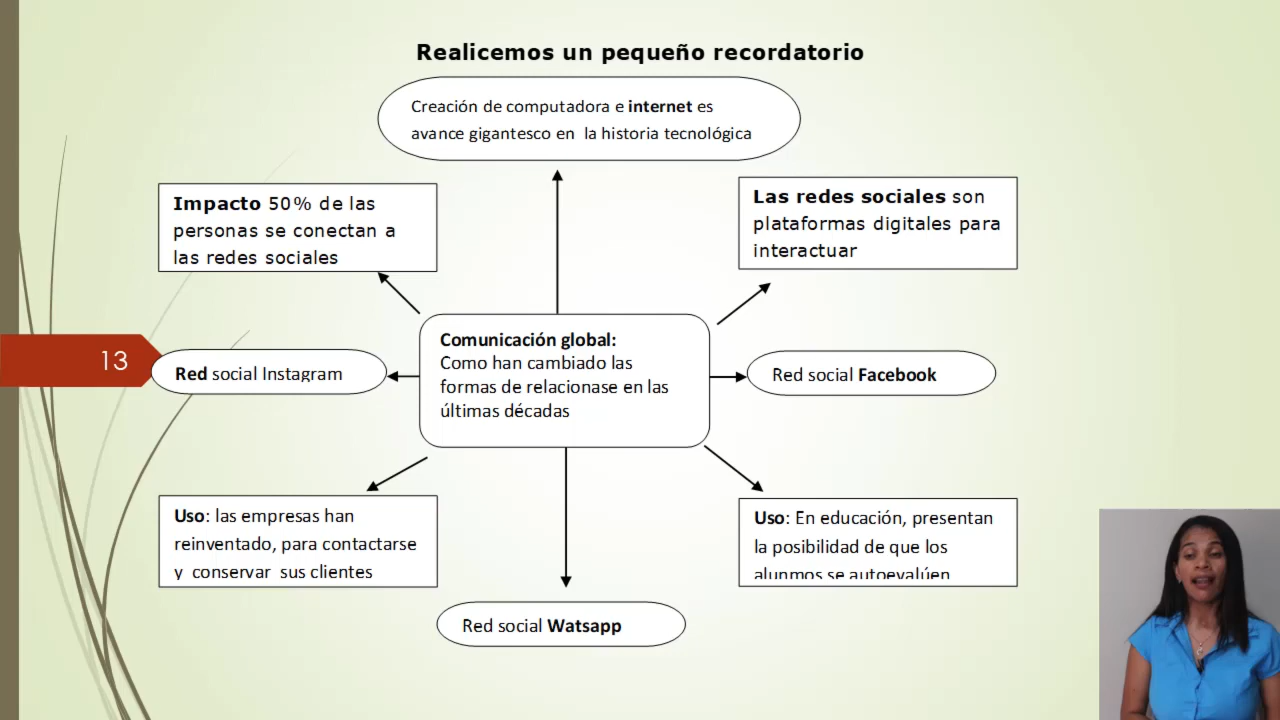 Realicemos un pequeño recordatorio
Creación de computadora e internet es
avance gigantesco en la historia tecnológica
Impacto 50% de las
personas se conectan a
las redes sociales
Las redes sociales son
plataformas digitales para
interactuar
Comunicación global:
Como han cambiado las
formas de relacionase en las
últimas décadas
13
Red social Instagram
Red social Facebook
Uso: las empresas han
reinventado, para contactarse
y conservar sus clientes
Uso: En educación, presentan
la posibilidad de que los
alunmos se autoevalúen
Red social Watsapp